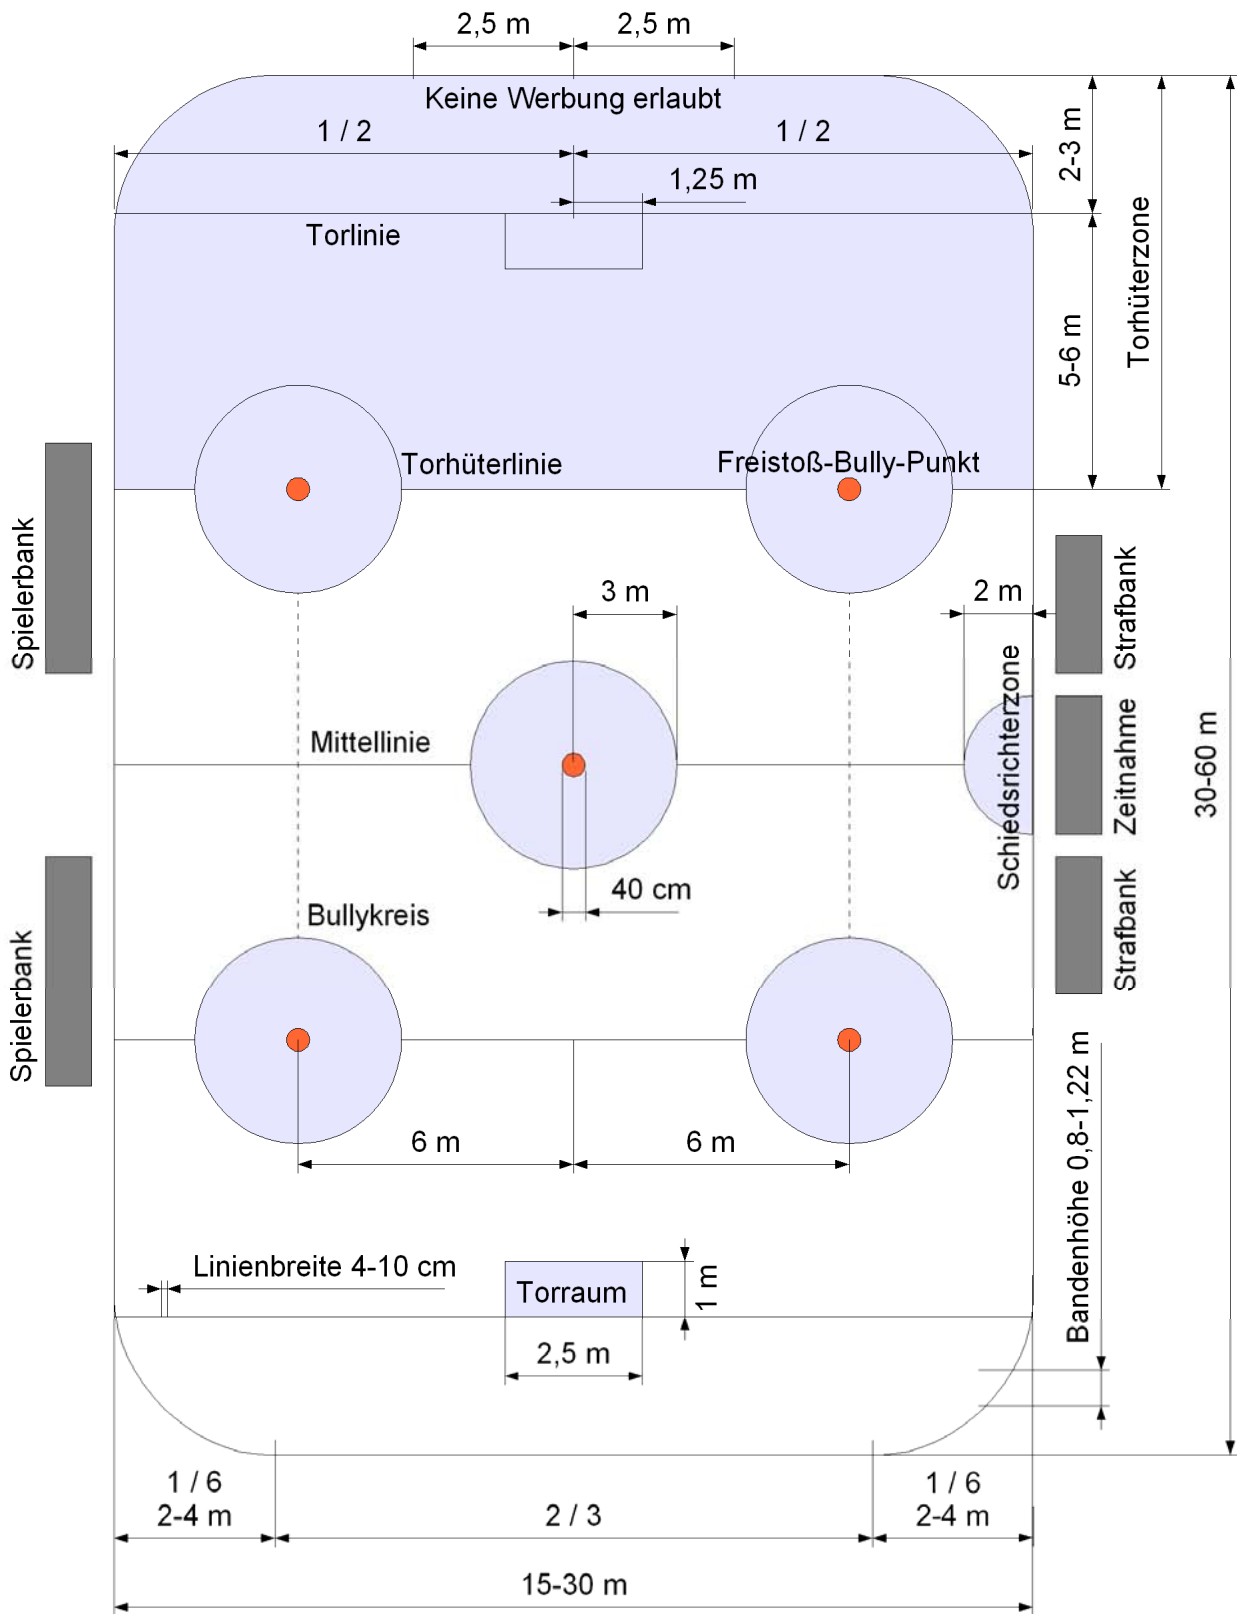 2,5 m
2,5 m
Keine Werbung erlaubt
1 / 2
1 / 2
2-3 m
1,25 m
Torlinie
Torhüterzone
5-6 m
Torhüterlinie
Freistoß-Bully-Punkt
Spielerbank
3 m
2 m
Strafbank
Schiedsrichterzone
Mittellinie
Zeitnahme
30-60 m
40 cm
Bullykreis
Strafbank
Spielerbank
6 m
6 m
Bandenhöhe 0,8-1,22 m
Linienbreite 4-10 cm
Torraum
1 m
2,5 m
1 / 6
2-4 m
2 / 3
1 / 6
2-4 m
15-30 m